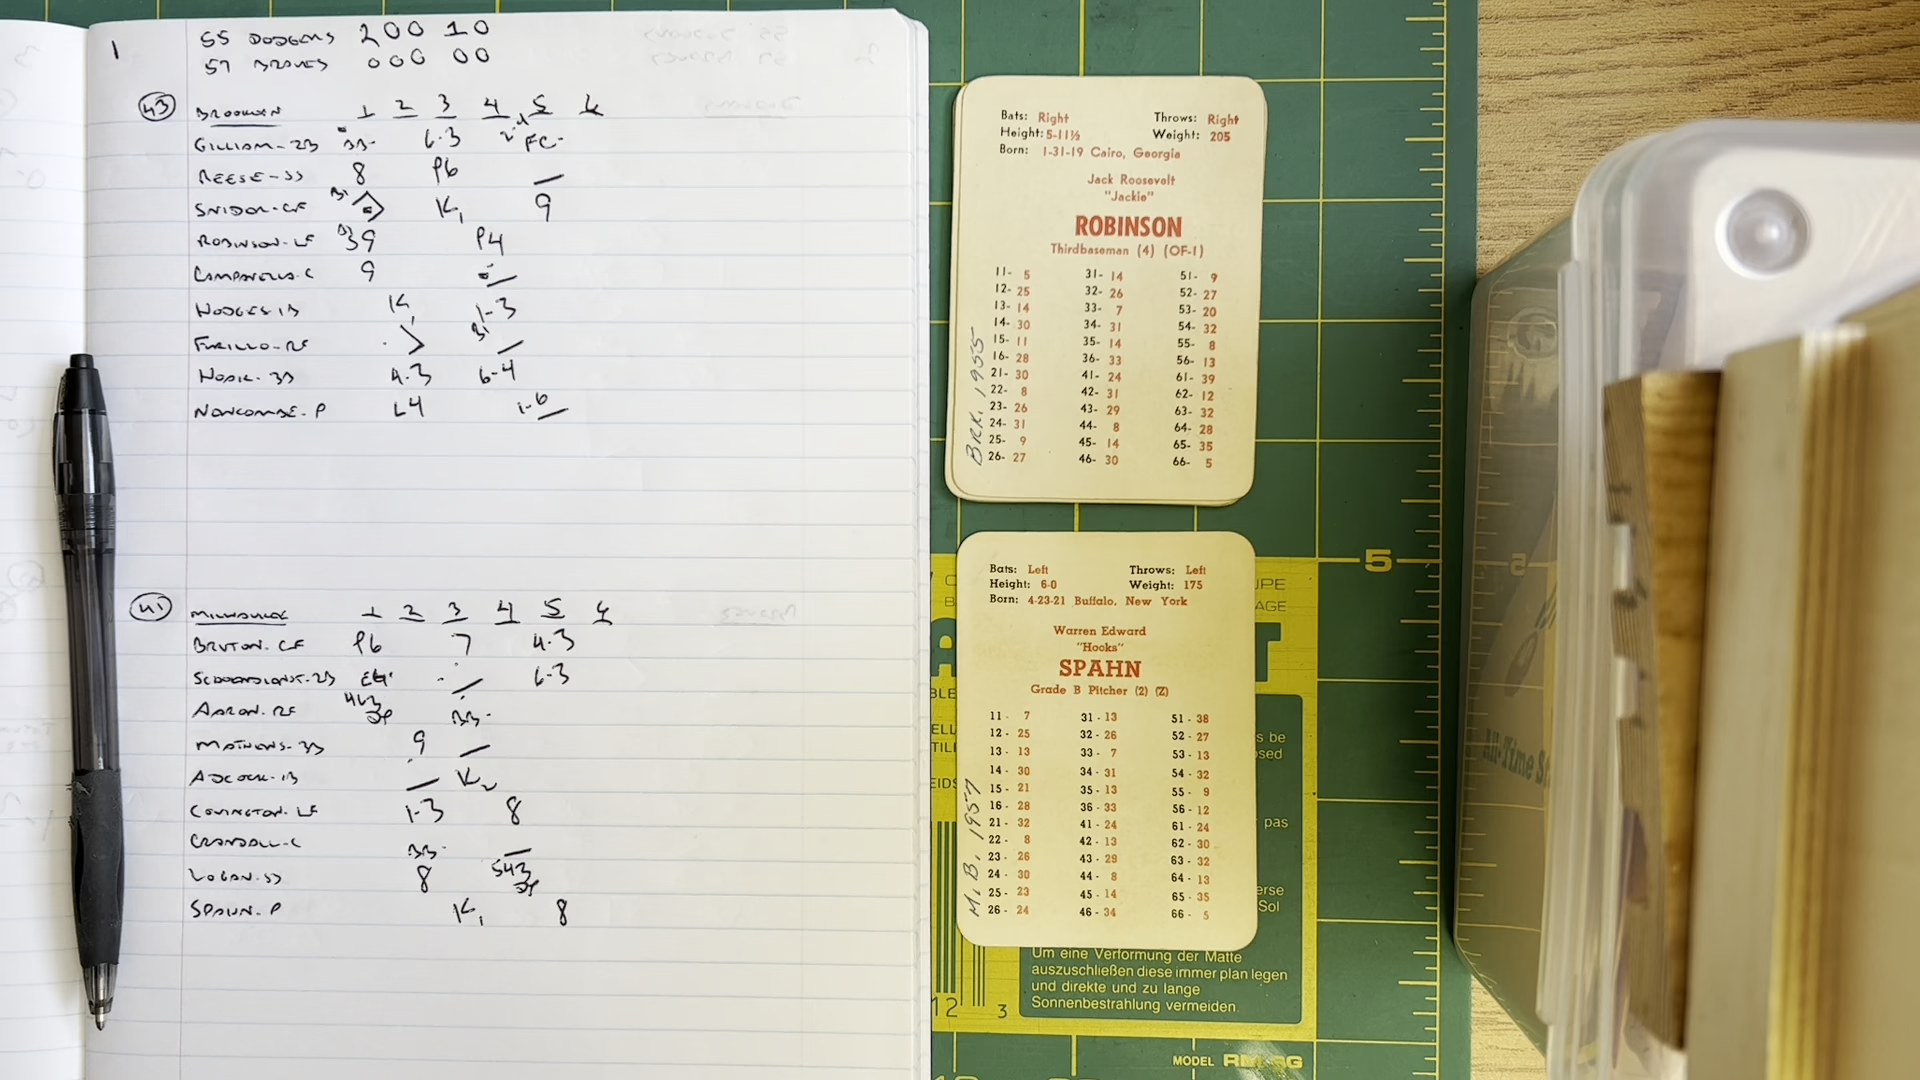 1
55 DODGERS 200 10
57 BRAVES 000 00
43 BROOKLYN 1 2 3 4 5 6
GILLIAM-2B BB- 6-3 FC-
REESE-SS 8 P6 —
SNIDER-CF K 9
ROBINSON-LF 9 P4
CAMPANELLA-C 9 —
HODGES-1B K 1-3
FURILLO-RF —
HOAK-3B 4-3 6-4
NEWCOMBE-P L4 1-6
41 MILWAUKEE 1 2 3 4 5 6
BRUTON-CF P6 7 4-3
SCHOENDIENST-2B — 6-3
AARON-RF 463 DP BB-
MATHEWS-3B 9 —
ADCOCK-1B — K2
COVINGTON-LF 1-3 8
CRANDALL-C BB- —
LOGAN-SS 8 543 DP
SPAHN-P K1 8
Bats: Right Throws: Right
Height: 5-11½ Weight: 205
Born: 1-31-19 Cairo, Georgia
Jack Roosevelt
"Jackie"
ROBINSON
Thirdbaseman (4) (OF-1)
11- 5 31- 14 51- 9
12- 25 32- 26 52- 27
13- 14 33- 7 53- 20
14- 30 34- 31 54- 32
15- 11 35- 14 55- 8
16- 28 36- 33 56- 13
21- 30 41- 24 61- 39
22- 8 42- 31 62- 12
23- 26 43- 29 63- 32
24- 31 44- 8 64- 28
25- 9 45- 14 65- 35
26- 27 46- 30 66- 5
BRK. 1955
Bats: Left Throws: Left
Height: 6-0 Weight: 175
Born: 4-23-21 Buffalo, New York
Warren Edward
"Hooks"
SPAHN
Grade B Pitcher (2) (Z)
11- 7 31- 13 51- 38
12- 25 32- 26 52- 27
13- 13 33- 7 53- 13
14- 30 34- 31 54- 32
15- 21 35- 13 55- 9
16- 28 36- 33 56- 12
21- 32 41- 24 61- 24
22- 8 42- 13 62- 30
23- 26 43- 29 63- 32
24- 30 44- 8 64- 13
25- 23 45- 14 65- 35
26- 24 46- 34 66- 5
1957
5
pas
Sol
Um eine Verformung der Matte
auszuschließen diese immer plan legen
und direkte und zu lange
Sonnenbestrahlung vermeiden.
12 3
MODEL